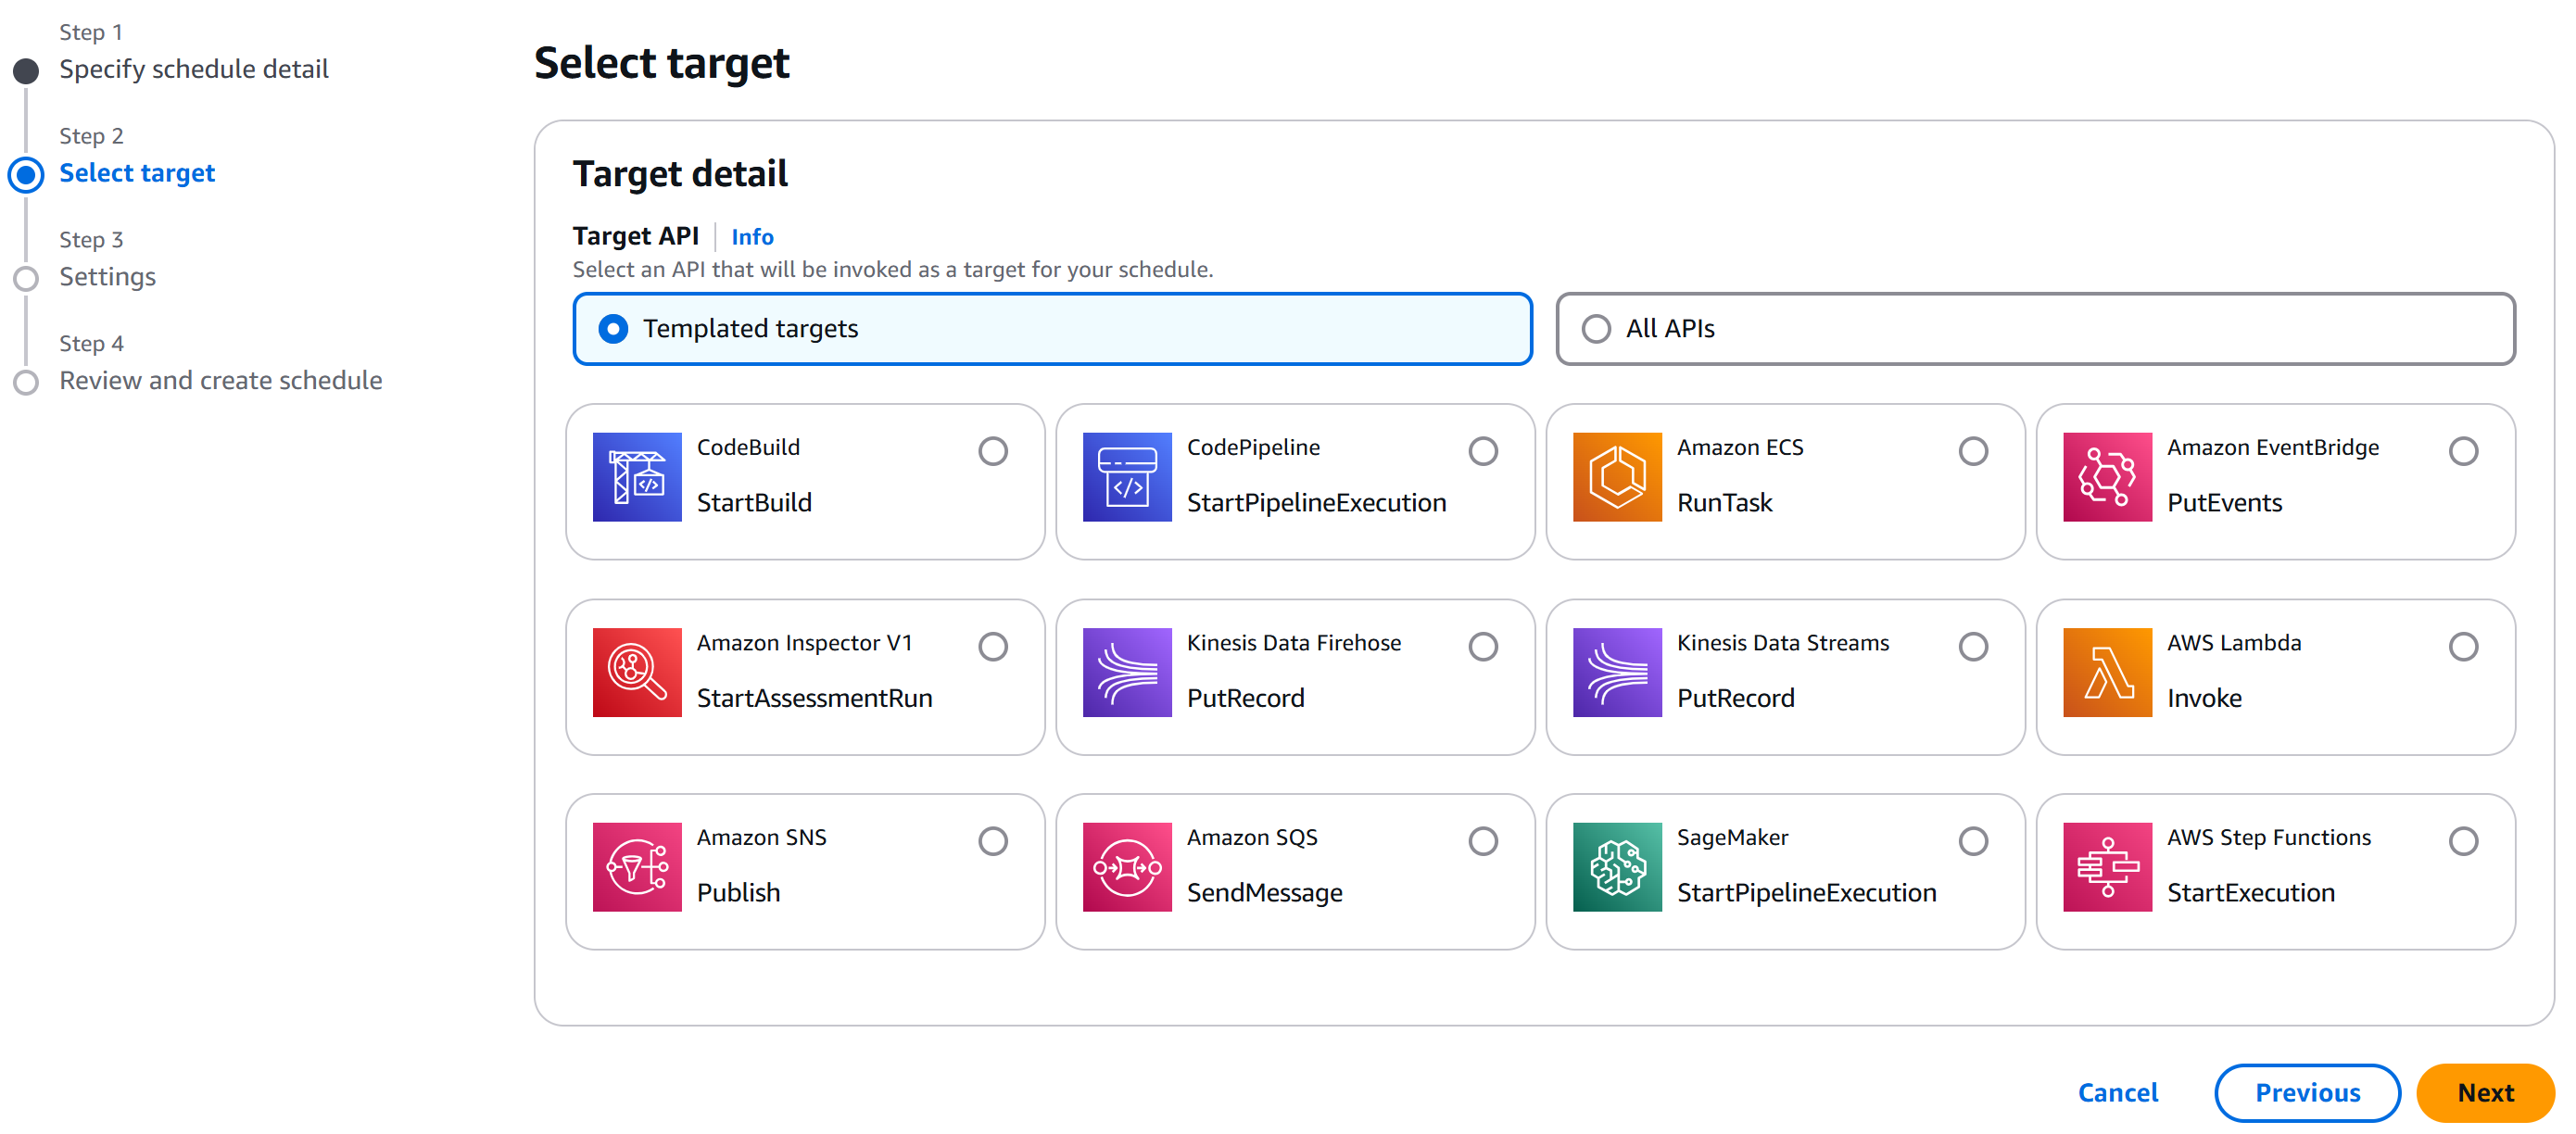 Step 1
Specify schedule detail
Step 2
Select target
Step 3
Settings
Step 4
Review and create schedule
Select target
Target detail
Target API
Info
Select an API that will be invoked as a target for your schedule.
Templated targets
All APIs
CodeBuild
StartBuild
CodePipeline
StartPipelineExecution
Amazon ECS
RunTask
Amazon EventBridge
PutEvents
Amazon Inspector V1
StartAssessmentRun
Kinesis Data Firehose
PutRecord
Kinesis Data Streams
PutRecord
AWS Lambda
Invoke
Amazon SNS
Publish
Amazon SQS
SendMessage
SageMaker
StartPipelineExecution
AWS Step Functions
StartExecution
Cancel
Previous
Next